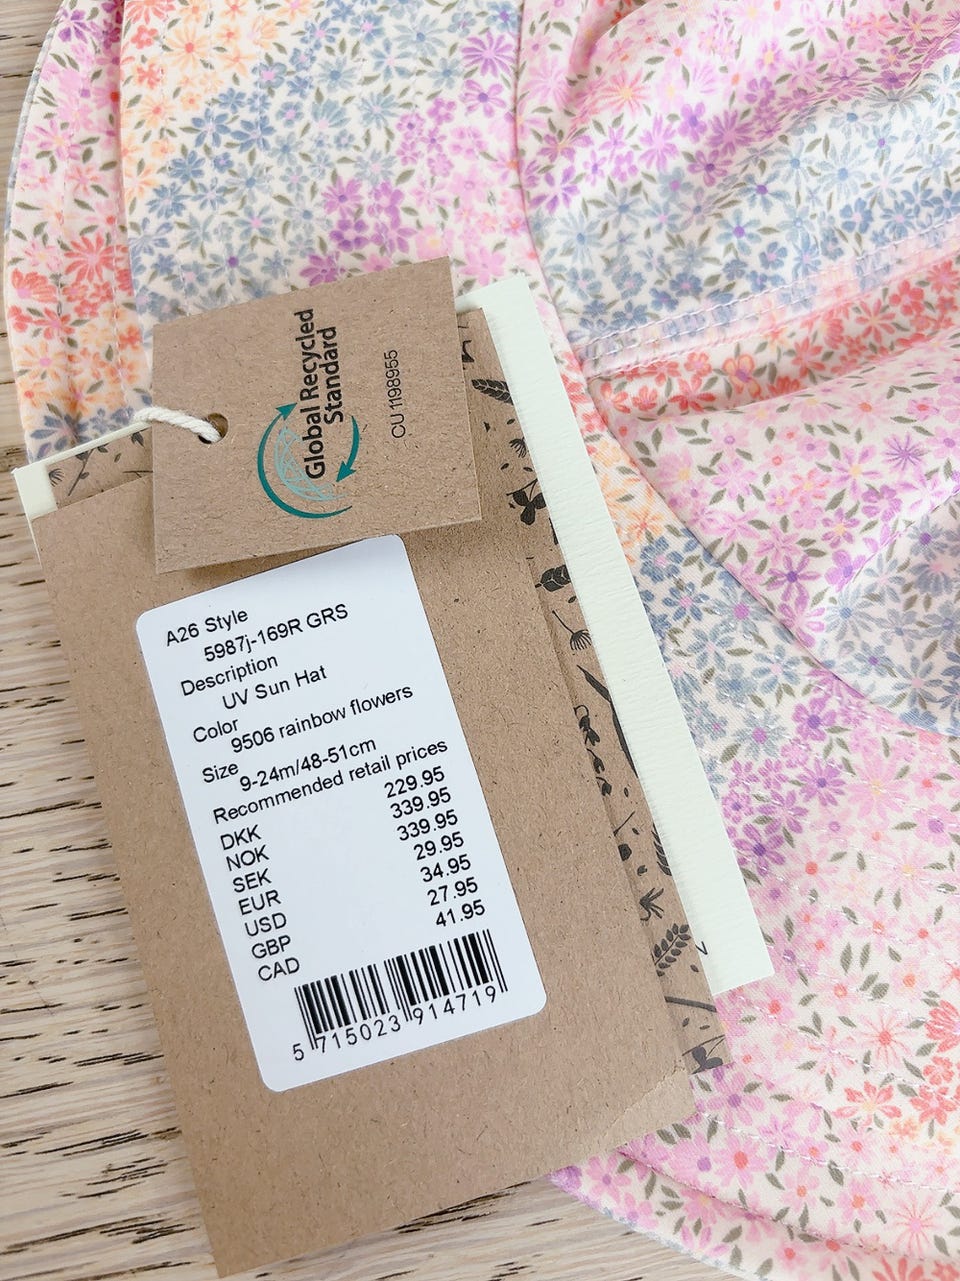 Global Recycled
Standard
CU 1198955
A26 Style
5987j-169R GRS
Description
UV Sun Hat
Color
9506 rainbow flowers
Size
9-24m/48-51cm
Recommended retail prices
DKK 229.95
NOK 339.95
SEK 339.95
EUR 29.95
USD 34.95
GBP 27.95
CAD 41.95
5 715023 914719